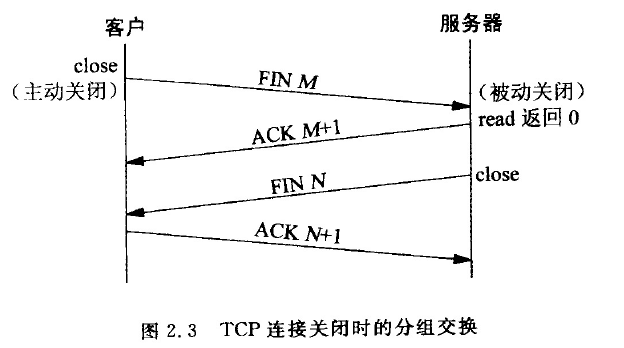 客户
服务器
close
（主动关闭）
FIN M
（被动关闭）
read 返回 0
ACK M+1
FIN N
close
ACK N+1
图 2.3 TCP 连接关闭时的分组交换